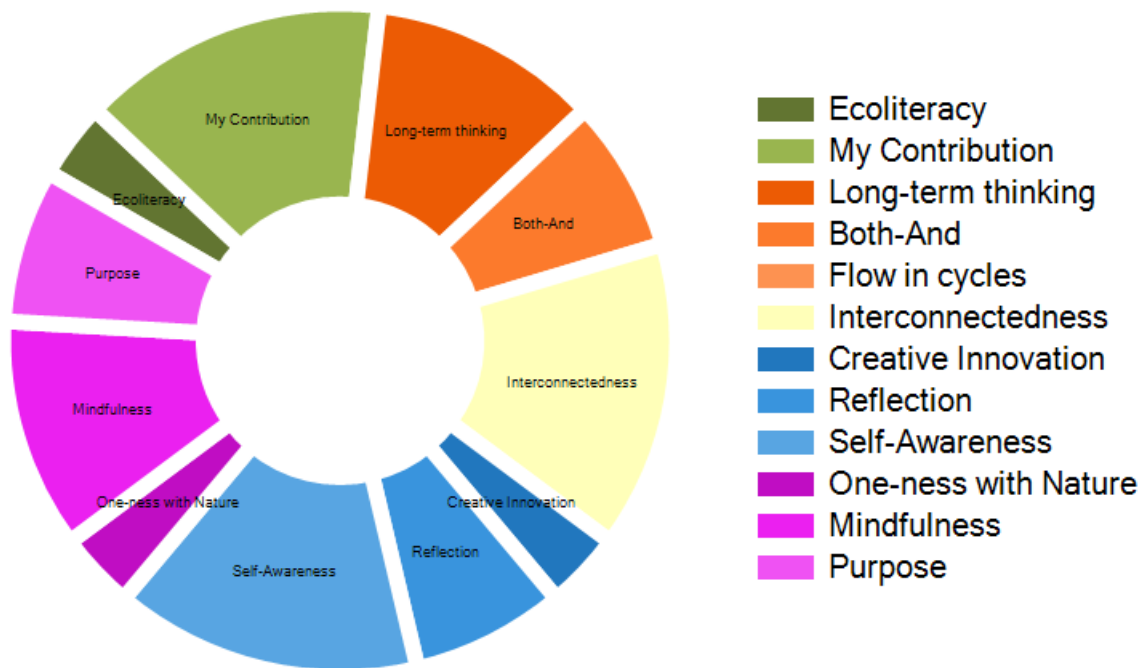 My Contribution
Long-term thinking
Ecoliteracy
Both-And
Purpose
Interconnectedness
Mindfulness
One-ness with Nature
Creative Innovation
Reflection
Self-Awareness
Ecoliteracy
My Contribution
Long-term thinking
Both-And
Flow in cycles
Interconnectedness
Creative Innovation
Reflection
Self-Awareness
One-ness with Nature
Mindfulness
Purpose